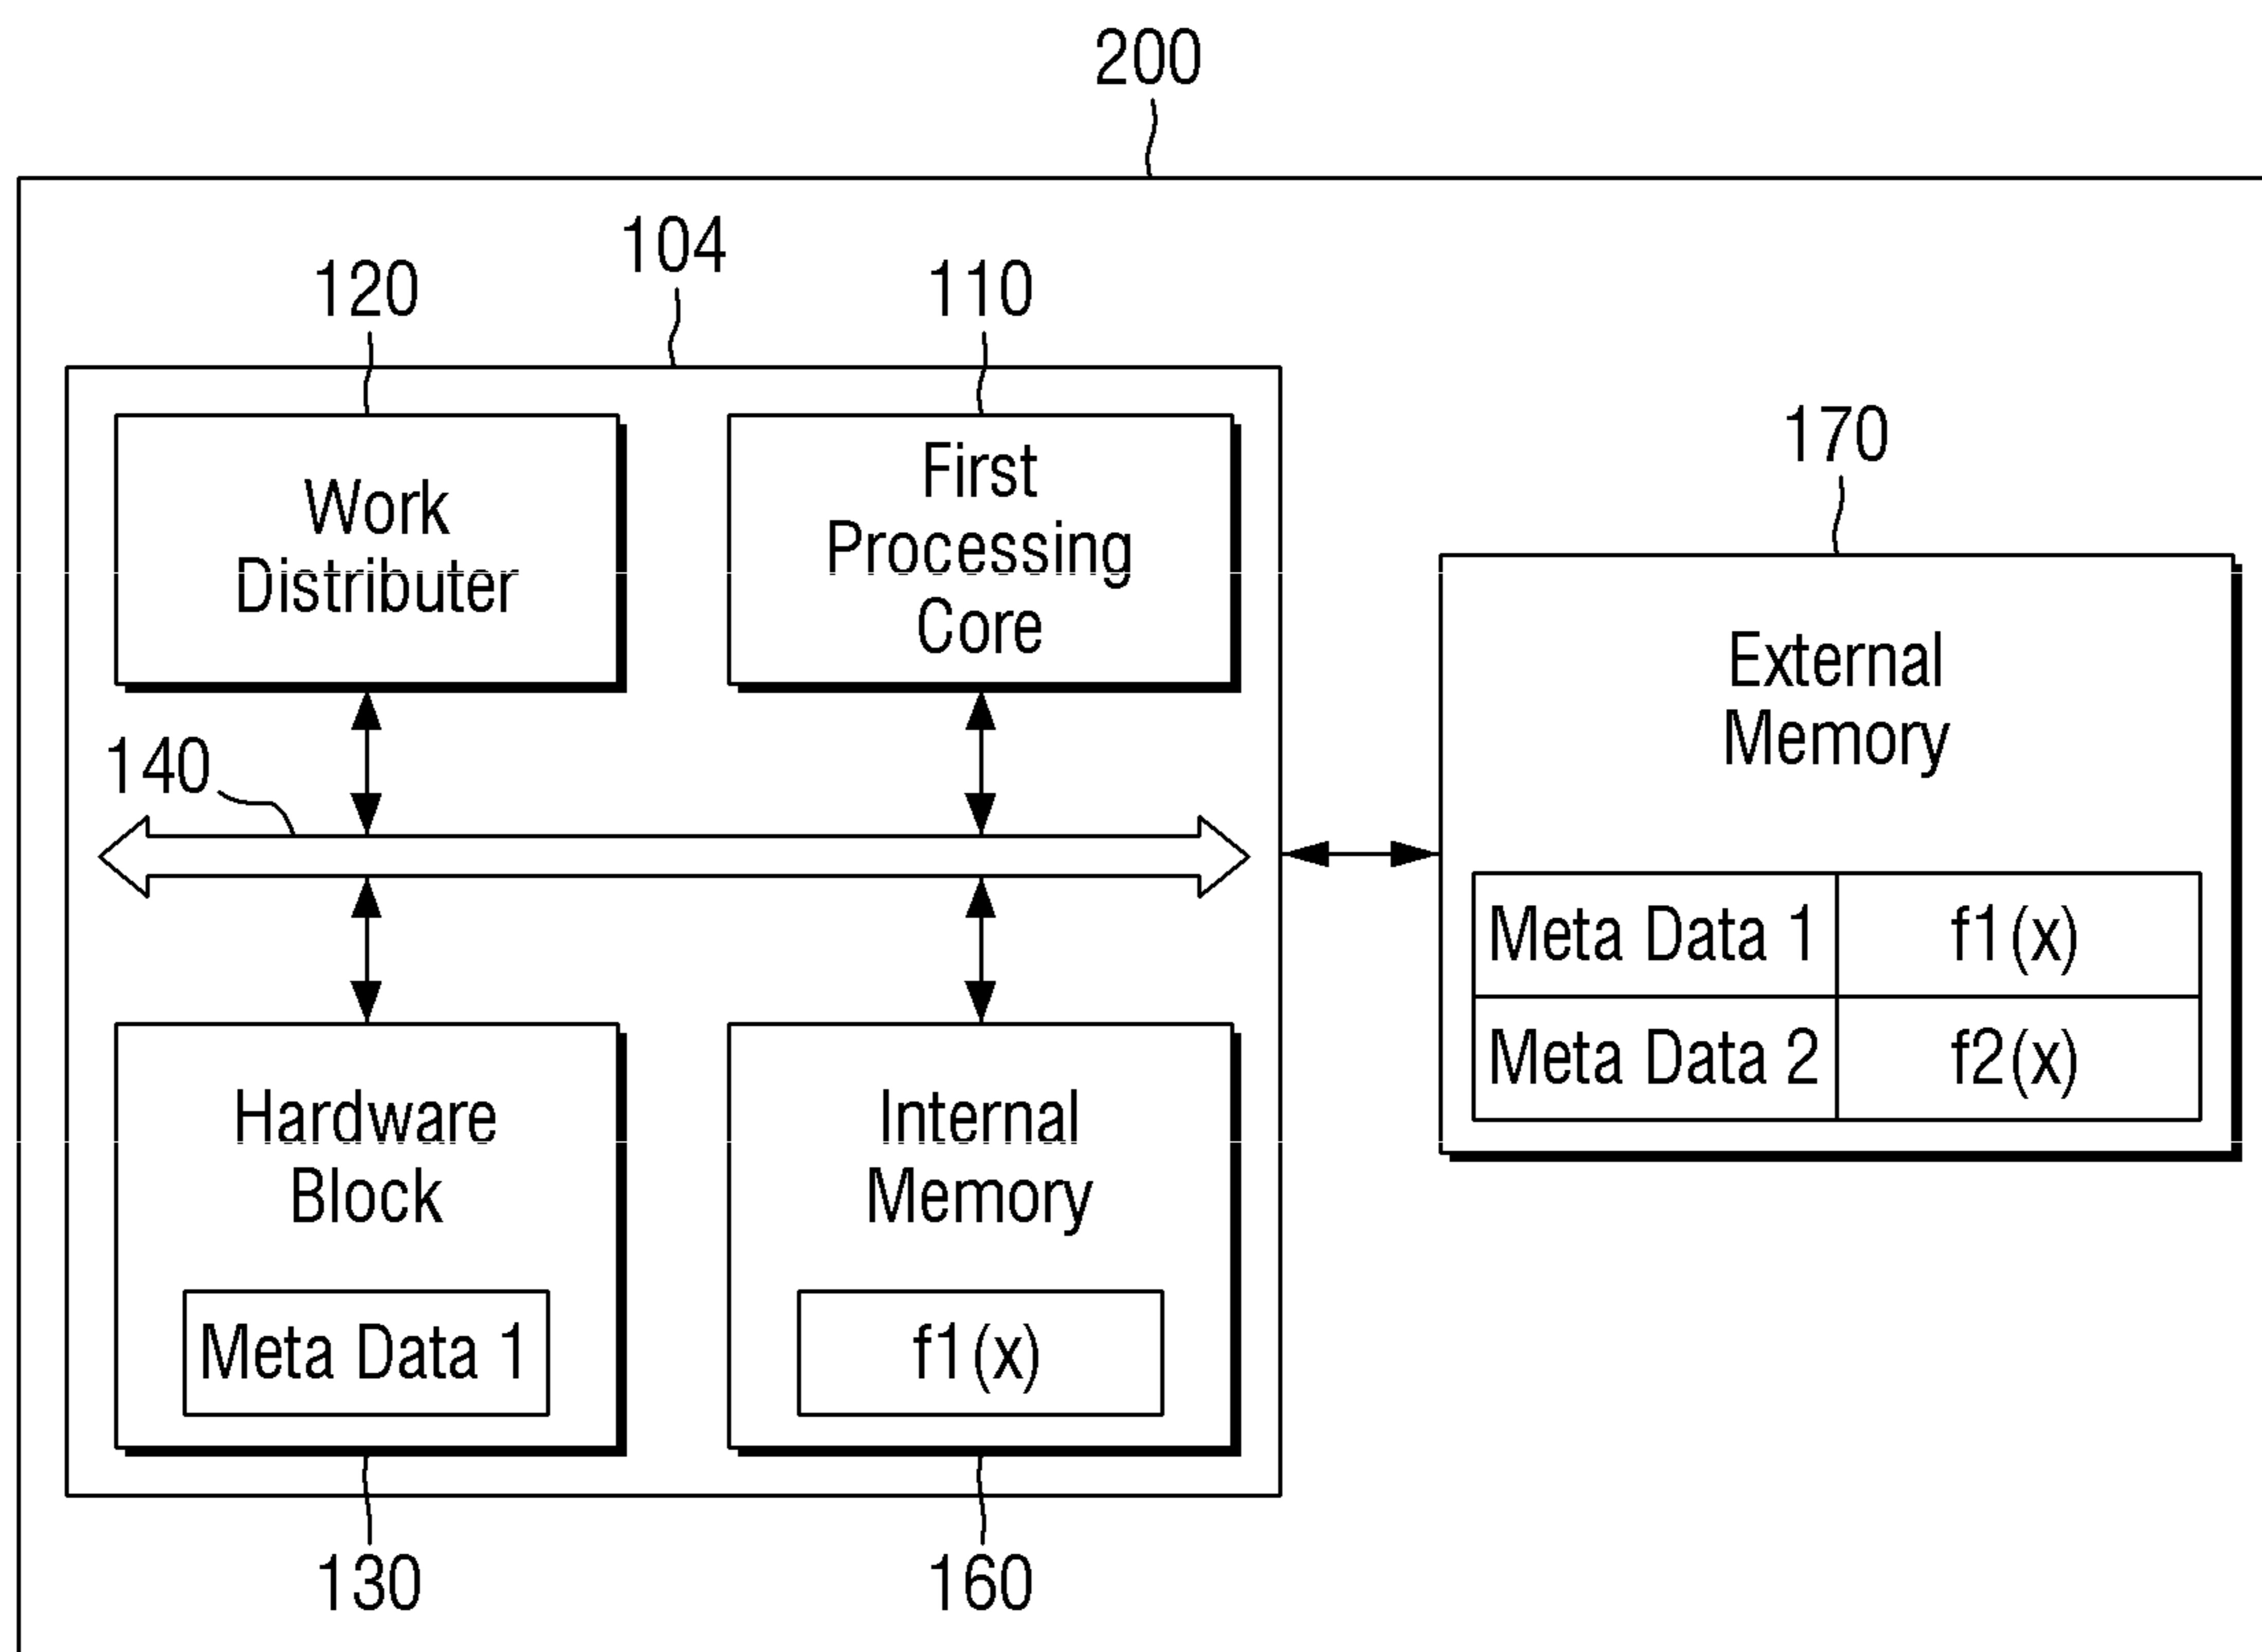 200
104
120
110
170
Work
Distributer
First
Processing
Core
External
Memory
140
Meta Data 1 f1(x)
Meta Data 2 f2(x)
Hardware
Block
Meta Data 1
Internal
Memory
f1(x)
130
160